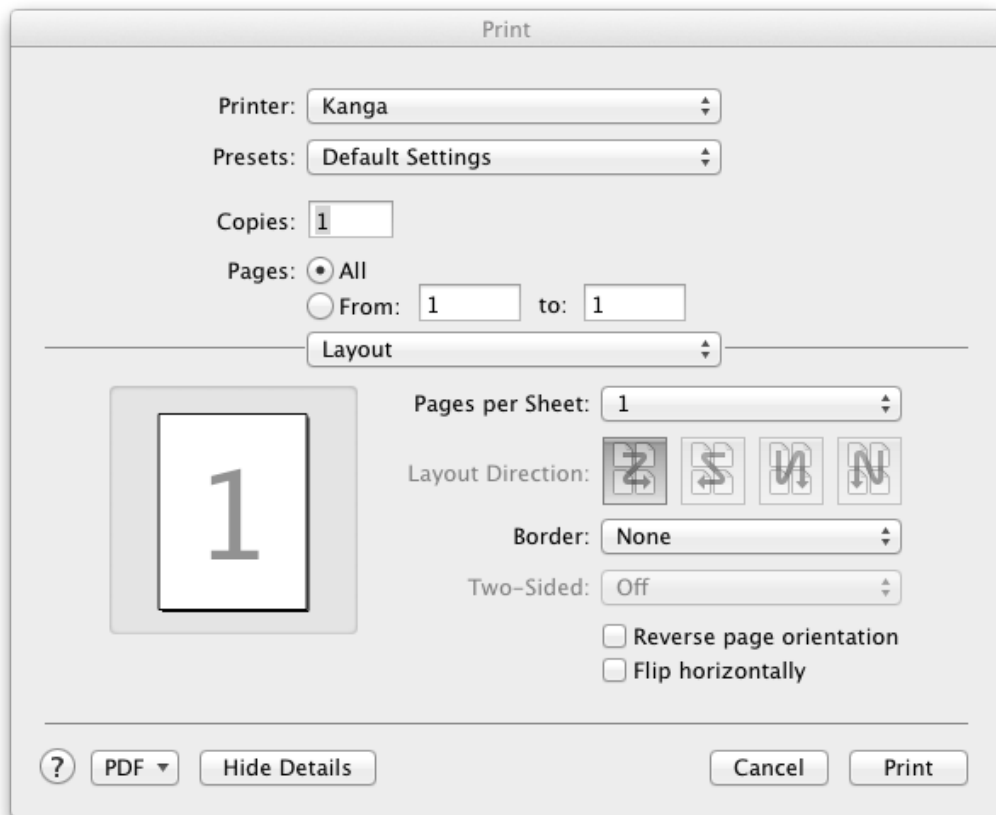 Print
Printer: Kanga
Presets: Default Settings
Copies: 1
Pages: All
From: 1 to: 1
Layout
Pages per Sheet: 1
1
Layout Direction:
Border: None
Two-Sided: Off
Reverse page orientation
Flip horizontally
? PDF Hide Details Cancel Print